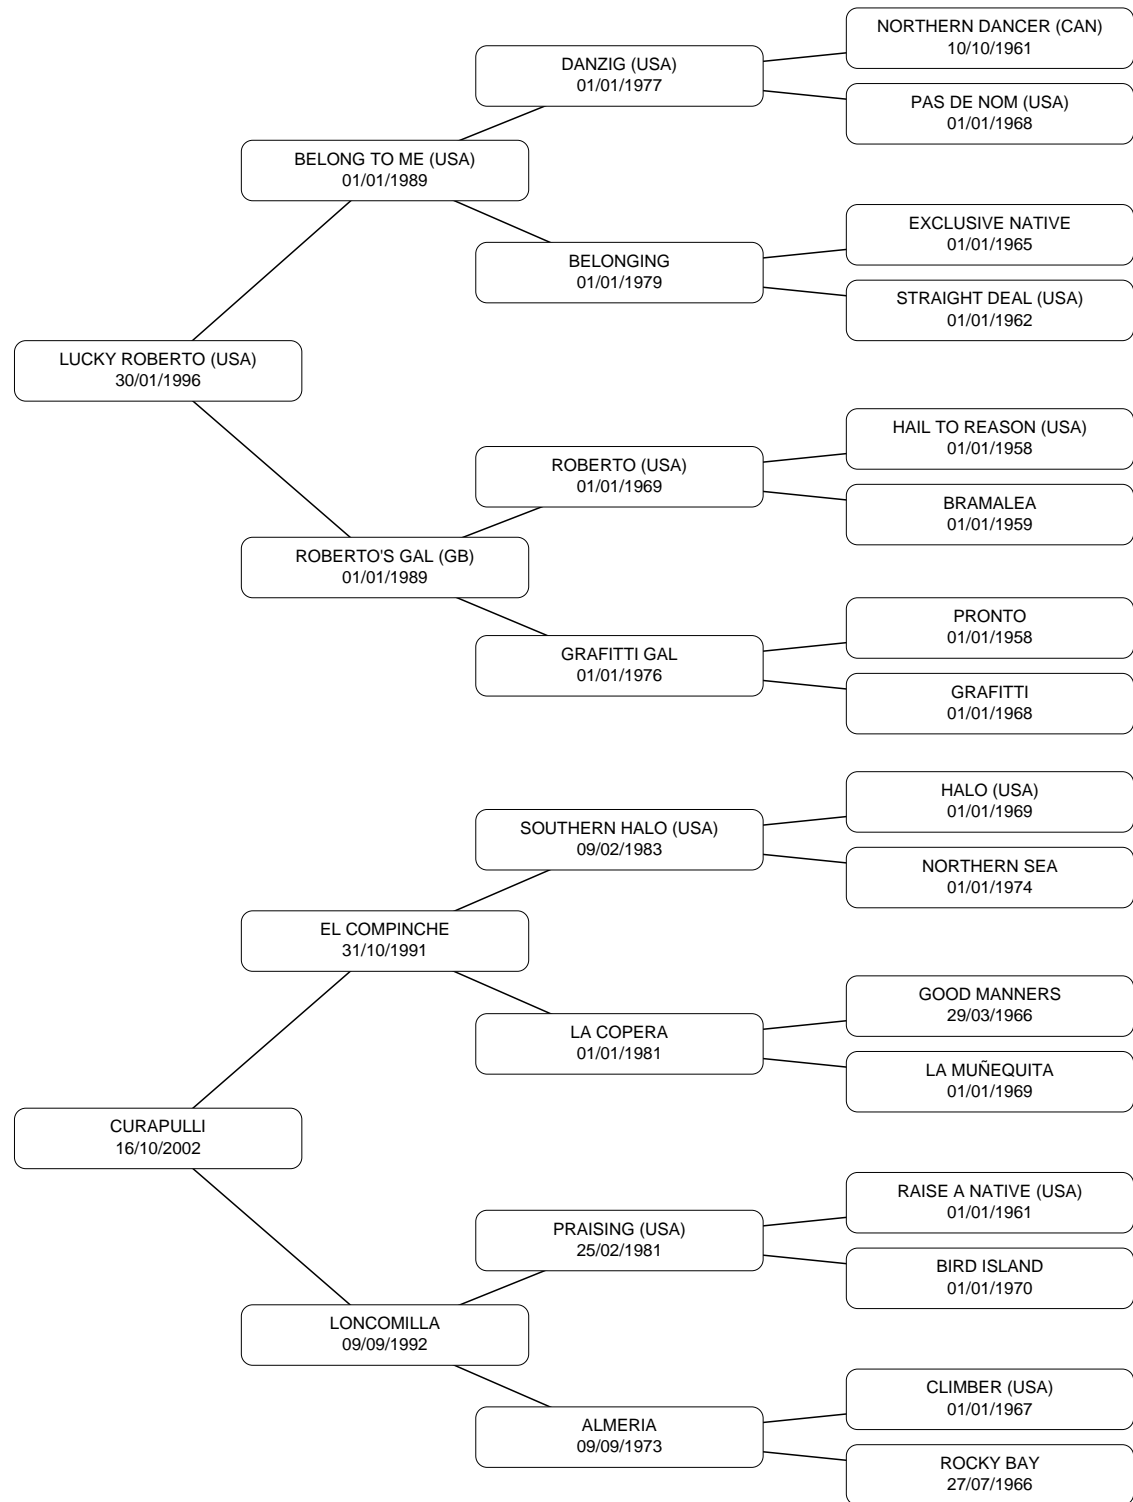 NORTHERN DANCER (CAN)
10/10/1961
DANZIG (USA)
01/01/1977
PAS DE NOM (USA)
01/01/1968
BELONG TO ME (USA)
01/01/1989
EXCLUSIVE NATIVE
01/01/1965
BELONGING
01/01/1979
STRAIGHT DEAL (USA)
01/01/1962
LUCKY ROBERTO (USA)
30/01/1996
HAIL TO REASON (USA)
01/01/1958
ROBERTO (USA)
01/01/1969
BRAMALEA
01/01/1959
ROBERTO'S GAL (GB)
01/01/1989
PRONTO
01/01/1958
GRAFITTI GAL
01/01/1976
GRAFITTI
01/01/1968
HALO (USA)
01/01/1969
SOUTHERN HALO (USA)
09/02/1983
NORTHERN SEA
01/01/1974
EL COMPINCHE
31/10/1991
GOOD MANNERS
29/03/1966
LA COPERA
01/01/1981
LA MUÑEQUITA
01/01/1969
CURAPULLI
16/10/2002
RAISE A NATIVE (USA)
01/01/1961
PRAISING (USA)
25/02/1981
BIRD ISLAND
01/01/1970
LONCOMILLA
09/09/1992
CLIMBER (USA)
01/01/1967
ALMERIA
09/09/1973
ROCKY BAY
27/07/1966